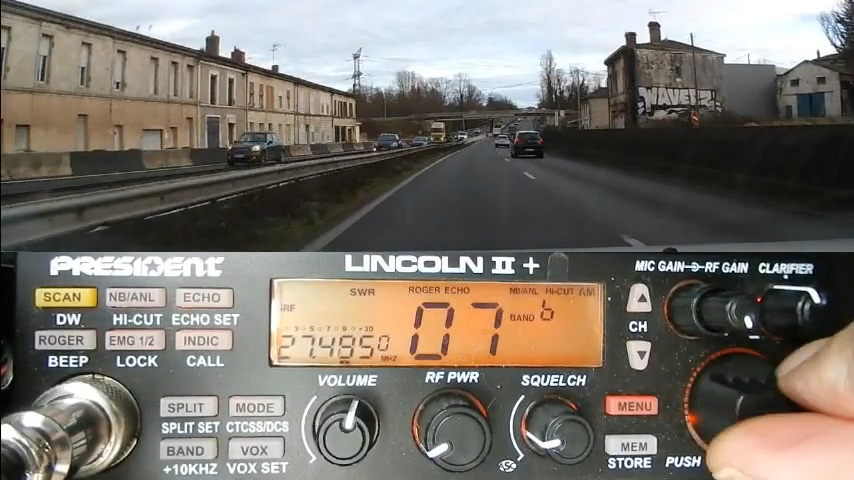 PRESIDENT LINCOLN II + MIC GAIN RF GAIN CLARIFIER
SCAN NB/ANL ECHO
DW HI-CUT ECHO SET
ROGER EMG 1/2 INDIC
BEEP LOCK CALL
SWR ROGER ECHO NB/ANL HI-CUT AM
RF
07 BAND b
27.4850 MHZ
CH
VOLUME RF PWR SQUELCH
SPLIT MODE
SPLIT SET CTCSS/DCS
BAND VOX
+10KHZ VOX SET
ASC
MENU
MEM
STORE PUSH